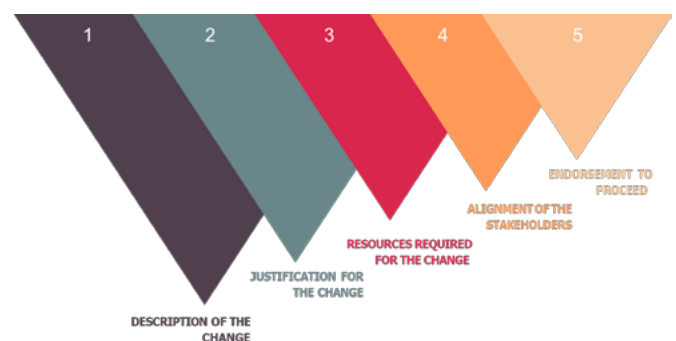 1 2 3 4 5
DESCRIPTION OF THE
CHANGE
JUSTIFICATION FOR
THE CHANGE
RESOURCES REQUIRED
FOR THE CHANGE
ALIGNMENT OF THE
STAKEHOLDERS
ENDORSEMENT TO
PROCEED